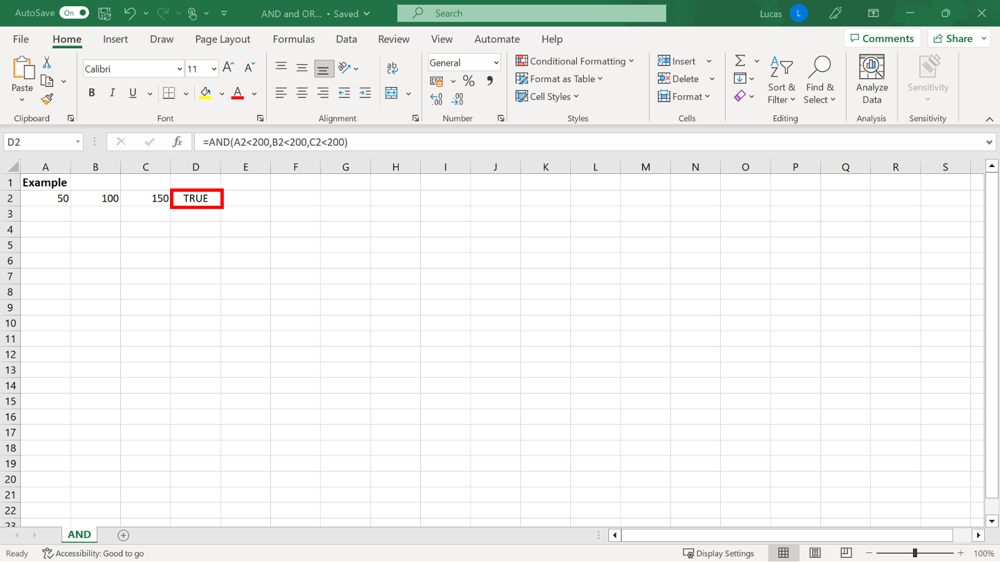 AutoSave On AND and OR... • Saved Search Lucas L
File Home Insert Draw Page Layout Formulas Data Review View Automate Help Comments Share
Paste Clipboard
Calibri 11 A A B I U A Font
ab c Alignment
General % , .00 .00 Number
Conditional Formatting
Format as Table
Cell Styles
Styles
Insert
Delete
Format
Cells
Sort & Filter Find & Select Editing
Analyze Data Analysis
Sensitivity Sensitivity
D2 fx =AND(A2<200,B2<200,C2<200)
A B C D E F G H I J K L M N O P Q R S
1 Example
2 50 100 150 TRUE
3
4
5
6
7
8
9
10
11
12
13
14
15
16
17
18
19
20
21
22
23
AND
Ready Accessibility: Good to go Display Settings 100%